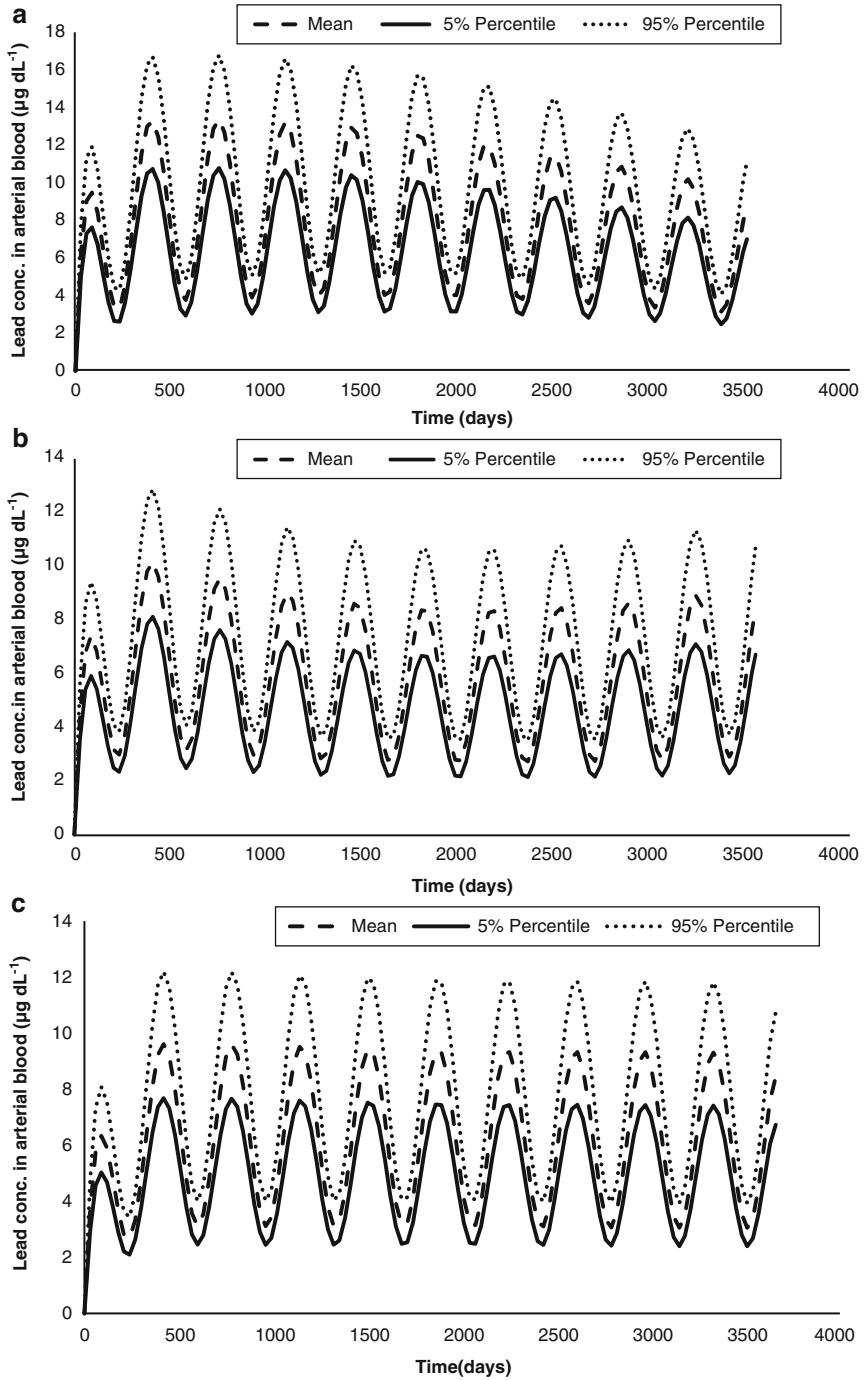 a
Mean 5% Percentile 95% Percentile
Lead conc. in arterial blood (µg dL-1)
18
16
14
12
10
8
6
4
2
0
0 500 1000 1500 2000 2500 3000 3500 4000
Time (days)
b
Mean 5% Percentile 95% Percentile
Lead conc.in arterial blood (µg dL-1)
14
12
10
8
6
4
2
0
0 500 1000 1500 2000 2500 3000 3500 4000
Time (days)
c
Mean 5% Percentile 95% Percentile
Lead conc. in arterial blood (µg dL-1)
14
12
10
8
6
4
2
0
0 500 1000 1500 2000 2500 3000 3500 4000
Time(days)